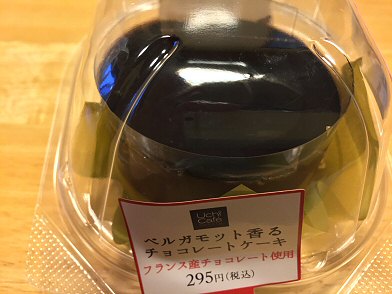 Uchi
Café
ベルガモット香る
チョコレートケーキ
フランス産チョコレート使用
295円(税込)